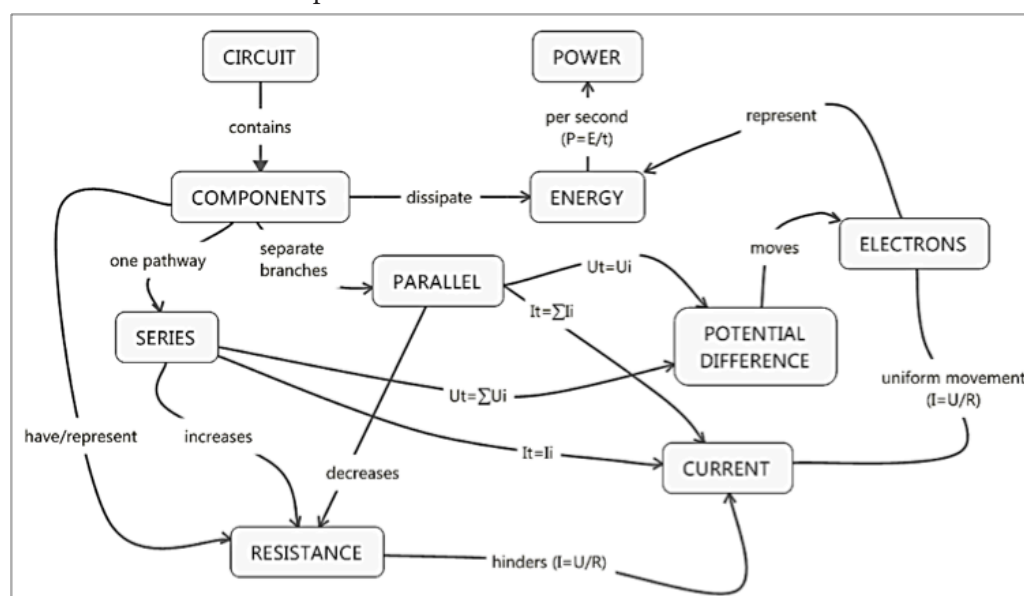 CIRCUIT
POWER
contains
per second
(P=E/t)
represent
COMPONENTS
dissipate
ENERGY
ELECTRONS
one pathway
separate
branches
PARALLEL
Ut=Ui
moves
It=∑Ii
SERIES
POTENTIAL
DIFFERENCE
Ut=∑Ui
uniform movement
(I=U/R)
have/represent
increases
It=Ii
decreases
CURRENT
RESISTANCE
hinders (I=U/R)